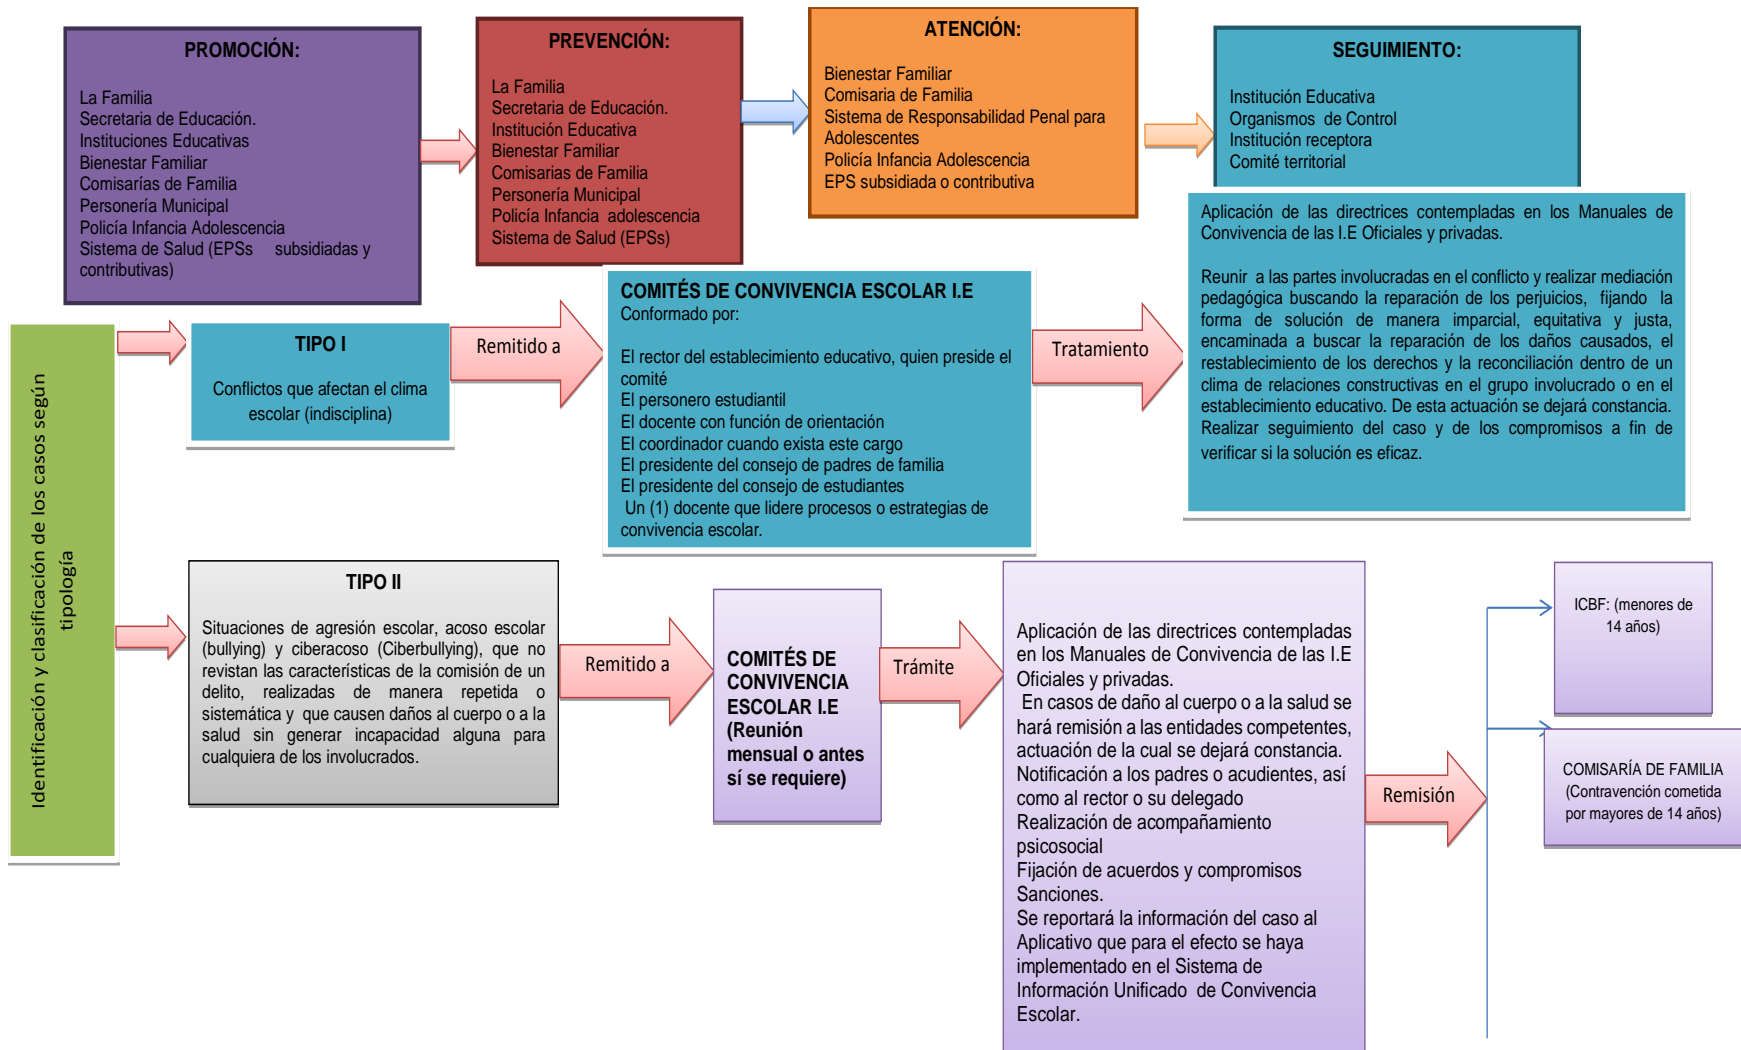 PROMOCIÓN:
La Familia
Secretaria de Educación.
Instituciones Educativas
Bienestar Familiar
Comisarías de Familia
Personería Municipal
Policía Infancia Adolescencia
Sistema de Salud (EPSs subsidiadas y
contributivas)
PREVENCIÓN:
La Familia
Secretaria de Educación.
Institución Educativa
Bienestar Familiar
Comisarias de Familia
Personería Municipal
Policía Infancia adolescencia
Sistema de Salud (EPSs)
ATENCIÓN:
Bienestar Familiar
Comisaria de Familia
Sistema de Responsabilidad Penal para
Adolescentes
Policía Infancia Adolescencia
EPS subsidiada o contributiva
SEGUIMIENTO:
Institución Educativa
Organismos de Control
Institución receptora
Comité territorial
Identificación y clasificación de los casos según
tipología
TIPO I
Conflictos que afectan el clima
escolar (indisciplina)
Remitido a
COMITÉS DE CONVIVENCIA ESCOLAR I.E
Conformado por:
El rector del establecimiento educativo, quien preside el
comité
El personero estudiantil
El docente con función de orientación
El coordinador cuando exista este cargo
El presidente del consejo de padres de familia
El presidente del consejo de estudiantes
Un (1) docente que lidere procesos o estrategias de
convivencia escolar.
Tratamiento
Aplicación de las directrices contempladas en los Manuales de
Convivencia de las I.E Oficiales y privadas.
Reunir a las partes involucradas en el conflicto y realizar mediación
pedagógica buscando la reparación de los perjuicios, fijando la
forma de solución de manera imparcial, equitativa y justa,
encaminada a buscar la reparación de los daños causados, el
restablecimiento de los derechos y la reconciliación dentro de un
clima de relaciones constructivas en el grupo involucrado o en el
establecimiento educativo. De esta actuación se dejará constancia.
Realizar seguimiento del caso y de los compromisos a fin de
verificar si la solución es eficaz.
TIPO II
Situaciones de agresión escolar, acoso escolar
(bullying) y ciberacoso (Ciberbullying), que no
revistan las características de la comisión de un
delito, realizadas de manera repetida o
sistemática y que causen daños al cuerpo o a la
salud sin generar incapacidad alguna para
cualquiera de los involucrados.
Remitido a
COMITÉS DE
CONVIVENCIA
ESCOLAR I.E
(Reunión
mensual o antes
sí se requiere)
Trámite
Aplicación de las directrices contempladas
en los Manuales de Convivencia de las I.E
Oficiales y privadas.
En casos de daño al cuerpo o a la salud se
hará remisión a las entidades competentes,
actuación de la cual se dejará constancia.
Notificación a los padres o acudientes, así
como al rector o su delegado
Realización de acompañamiento
psicosocial
Fijación de acuerdos y compromisos
Sanciones.
Se reportará la información del caso al
Aplicativo que para el efecto se haya
implementado en el Sistema de
Información Unificado de Convivencia
Escolar.
Remisión
ICBF: (menores de
14 años)
COMISARÍA DE FAMILIA
(Contravención cometida
por mayores de 14 años)